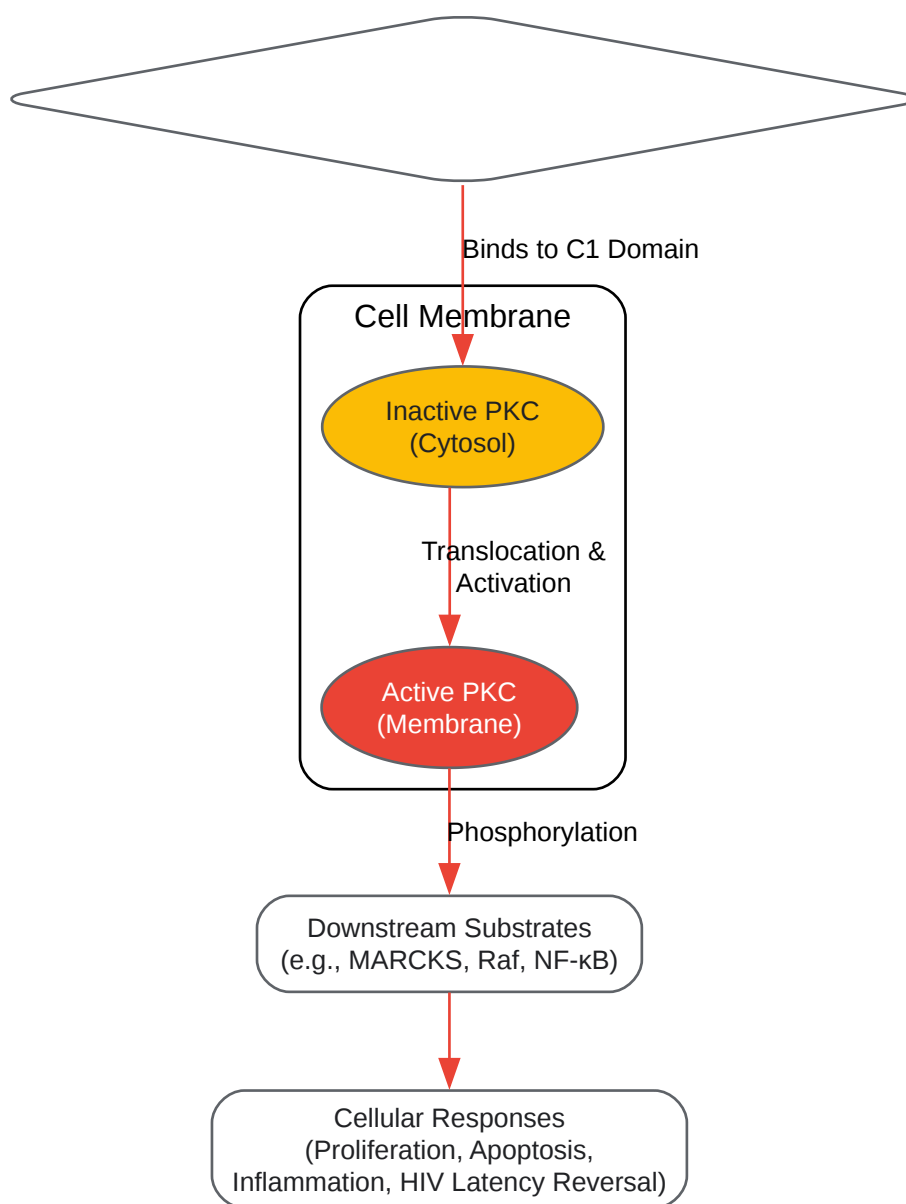 Binds to C1 Domain
Cell Membrane
Inactive PKC
(Cytosol)
Translocation &
Activation
Active PKC
(Membrane)
Phosphorylation
Downstream Substrates
(e.g., MARCKS, Raf, NF-κB)
Cellular Responses
(Proliferation, Apoptosis,
Inflammation, HIV Latency Reversal)